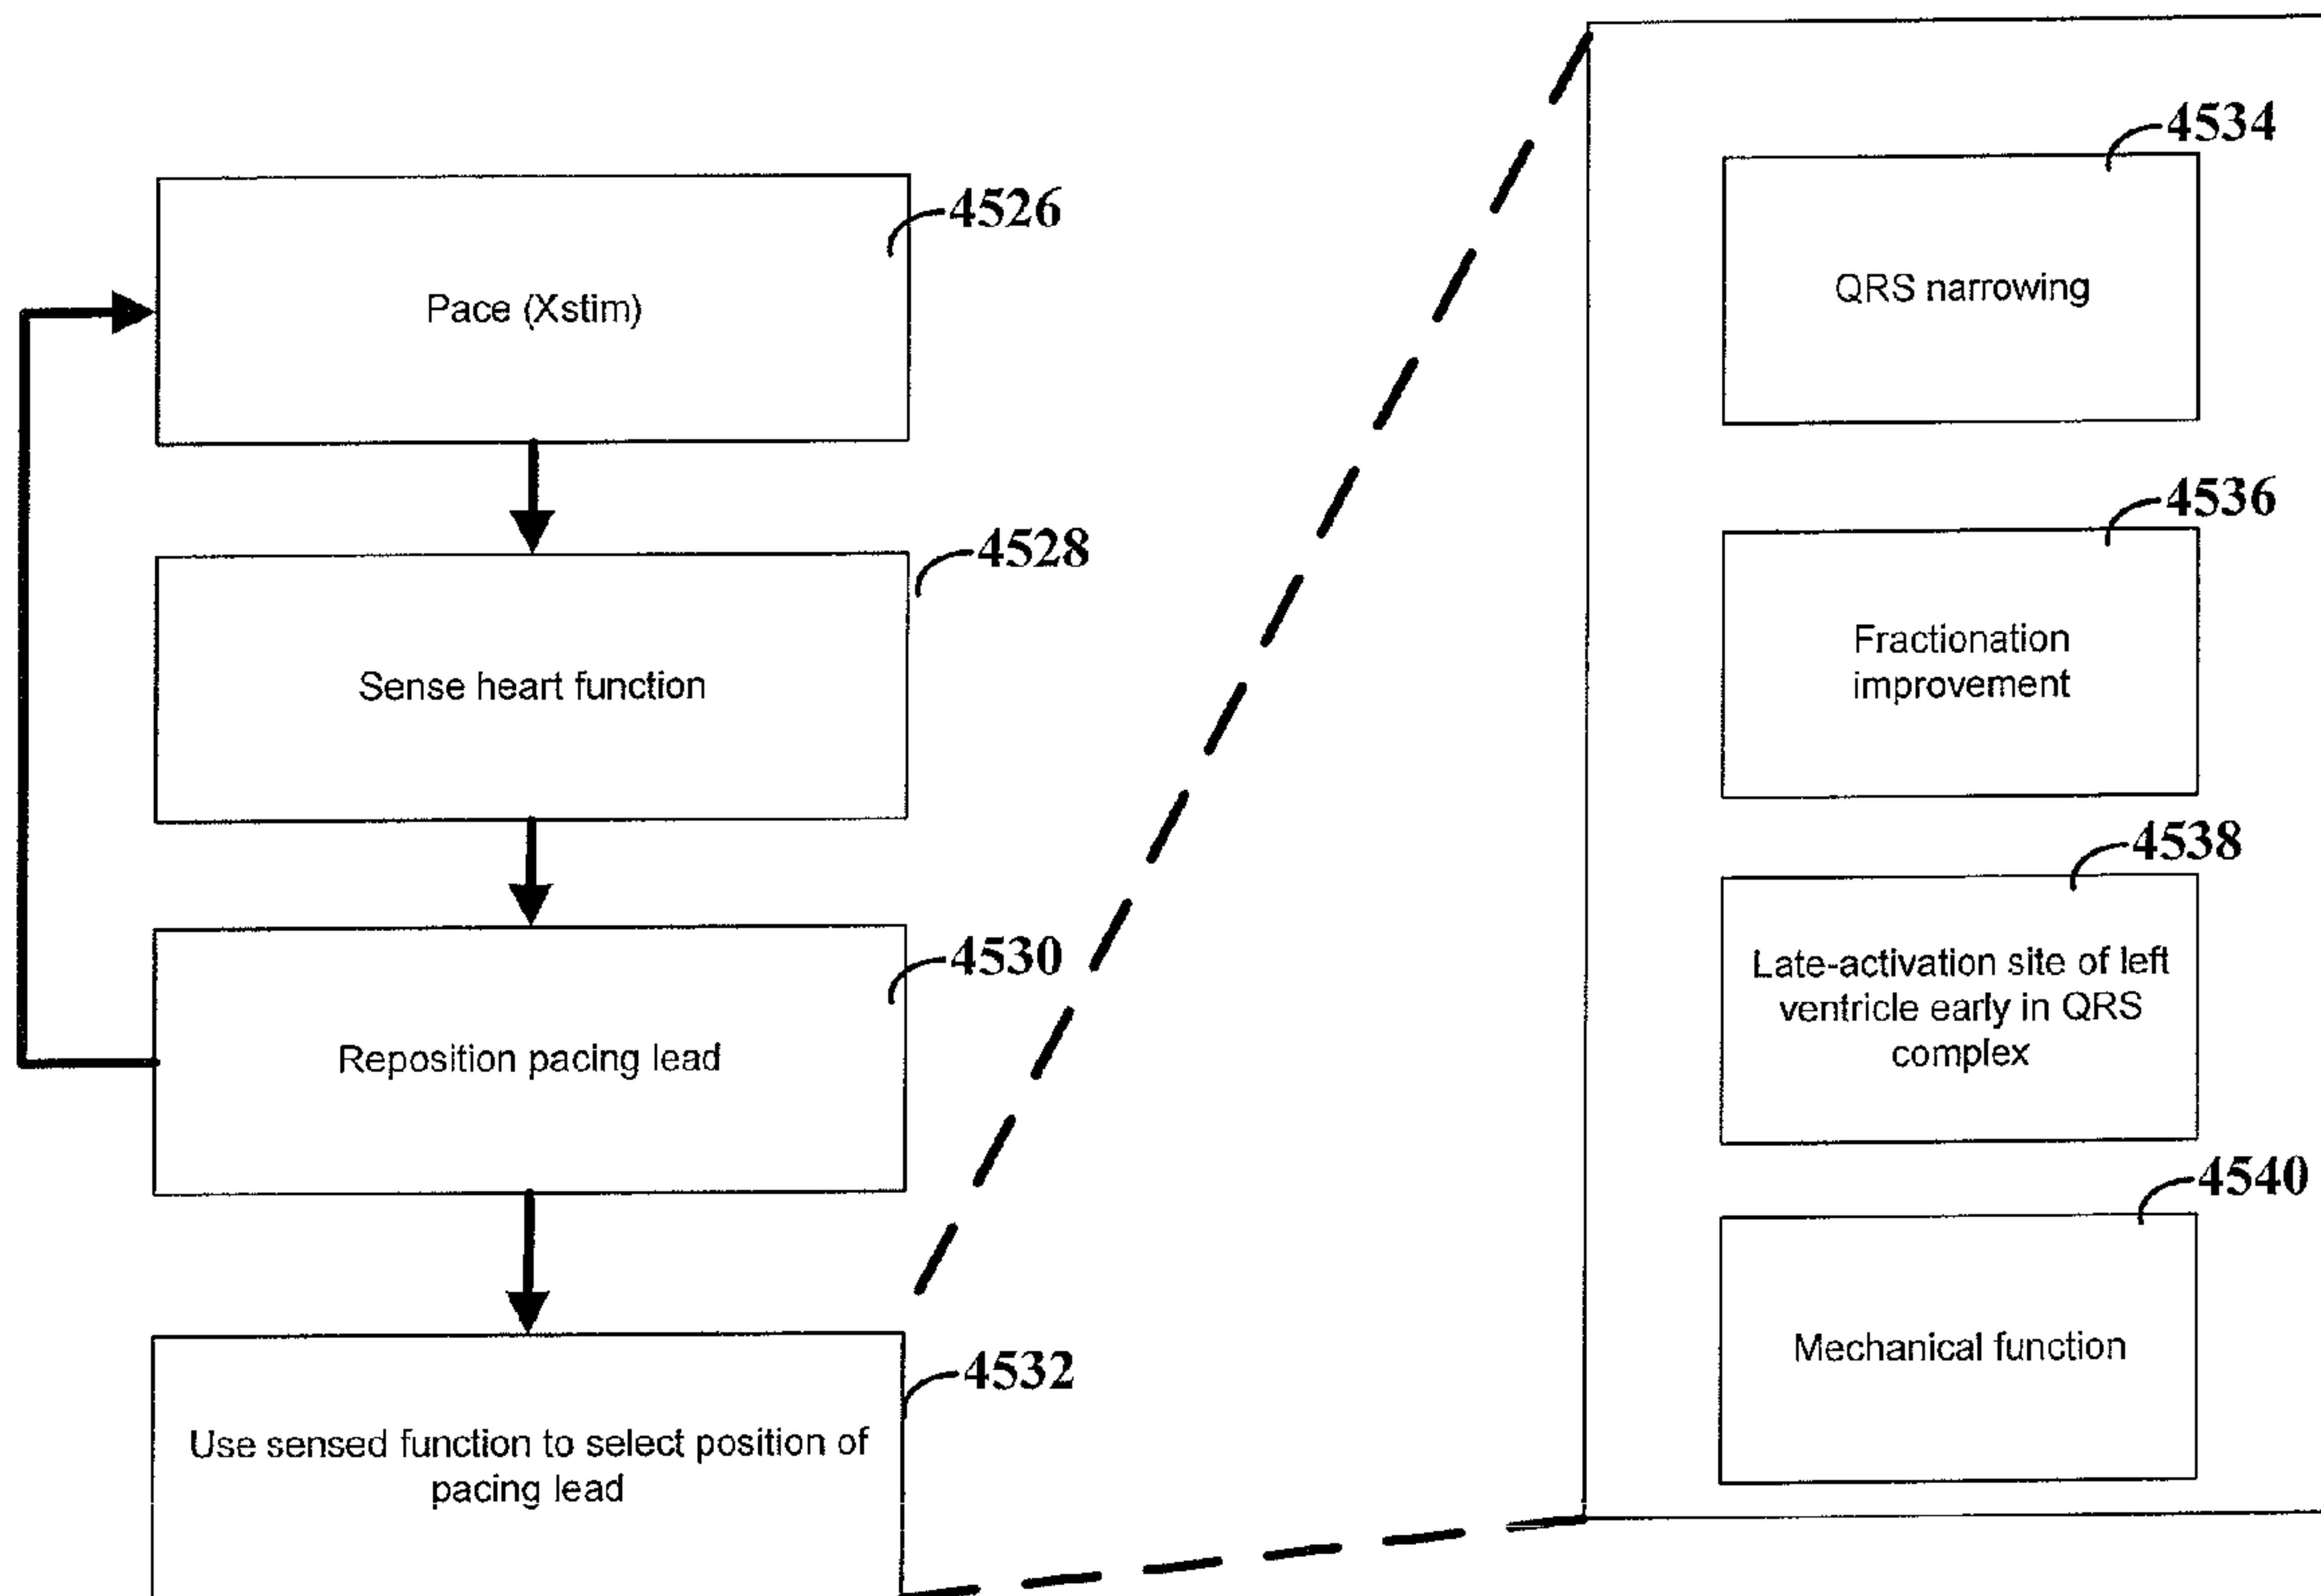 4526
Pace (Xstim)
4528
Sense heart function
4530
Reposition pacing lead
4532
Use sensed function to select position of
pacing lead
4534
QRS narrowing
4536
Fractionation
improvement
4538
Late-activation site of left
ventricle early in QRS
complex
4540
Mechanical function